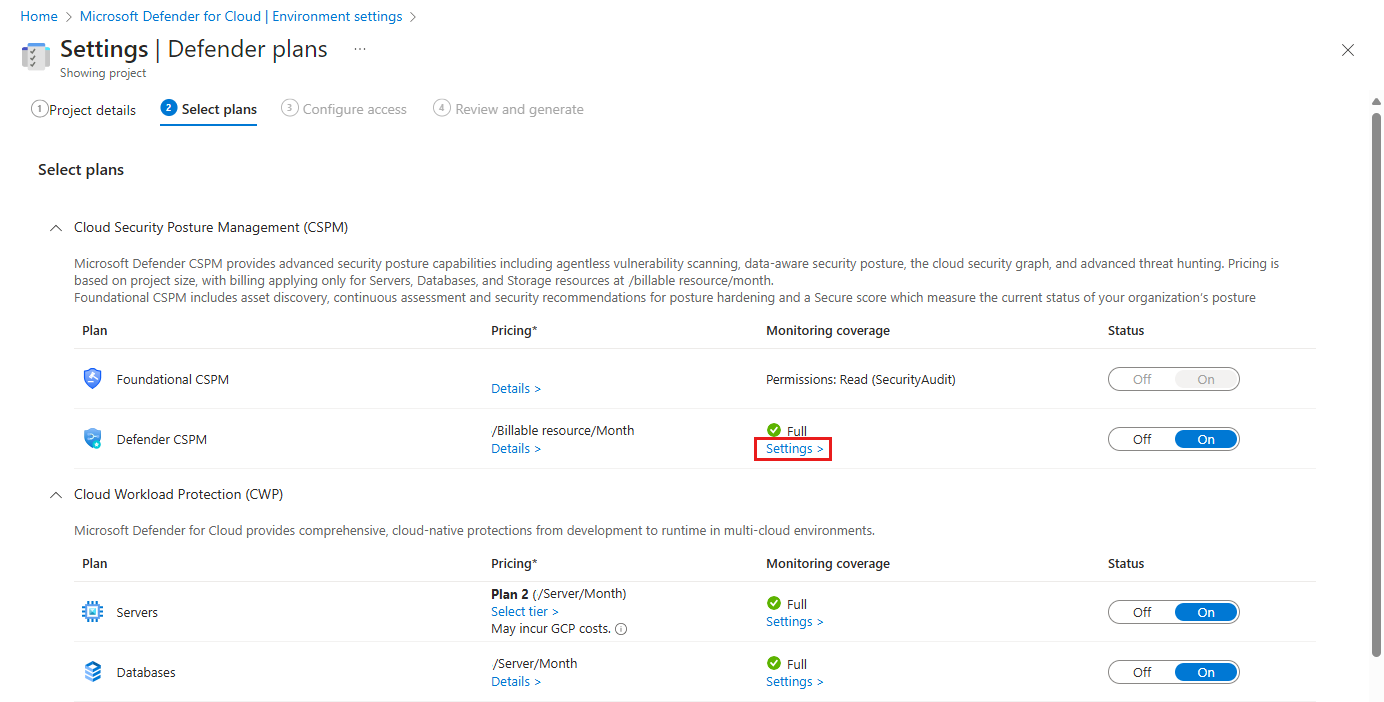 Home > Microsoft Defender for Cloud | Environment settings >
Settings | Defender plans ...
Showing project
1 Project details 2 Select plans 3 Configure access 4 Review and generate
Select plans
Cloud Security Posture Management (CSPM)
Microsoft Defender CSPM provides advanced security posture capabilities including agentless vulnerability scanning, data-aware security posture, the cloud security graph, and advanced threat hunting. Pricing is
based on project size, with billing applying only for Servers, Databases, and Storage resources at /billable resource/month.
Foundational CSPM includes asset discovery, continuous assessment and security recommendations for posture hardening and a Secure score which measure the current status of your organization's posture
Plan Pricing* Monitoring coverage Status
Foundational CSPM Details > Permissions: Read (SecurityAudit) Off On
Defender CSPM /Billable resource/Month Full Off On
Details > Settings >
Cloud Workload Protection (CWP)
Microsoft Defender for Cloud provides comprehensive, cloud-native protections from development to runtime in multi-cloud environments.
Plan Pricing* Monitoring coverage Status
Plan 2 (/Server/Month) Full
Servers Select tier > Settings > Off On
May incur GCP costs.
/Server/Month Full
Databases Details > Settings > Off On